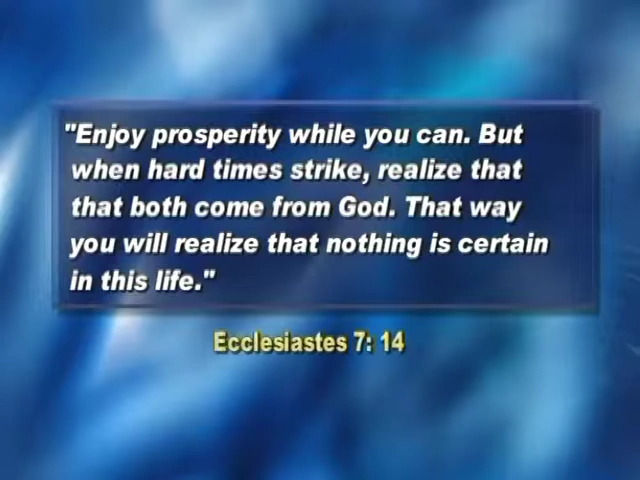 "Enjoy prosperity while you can. But
when hard times strike, realize that
that both come from God. That way
you will realize that nothing is certain
in this life."
Ecclesiastes 7: 14